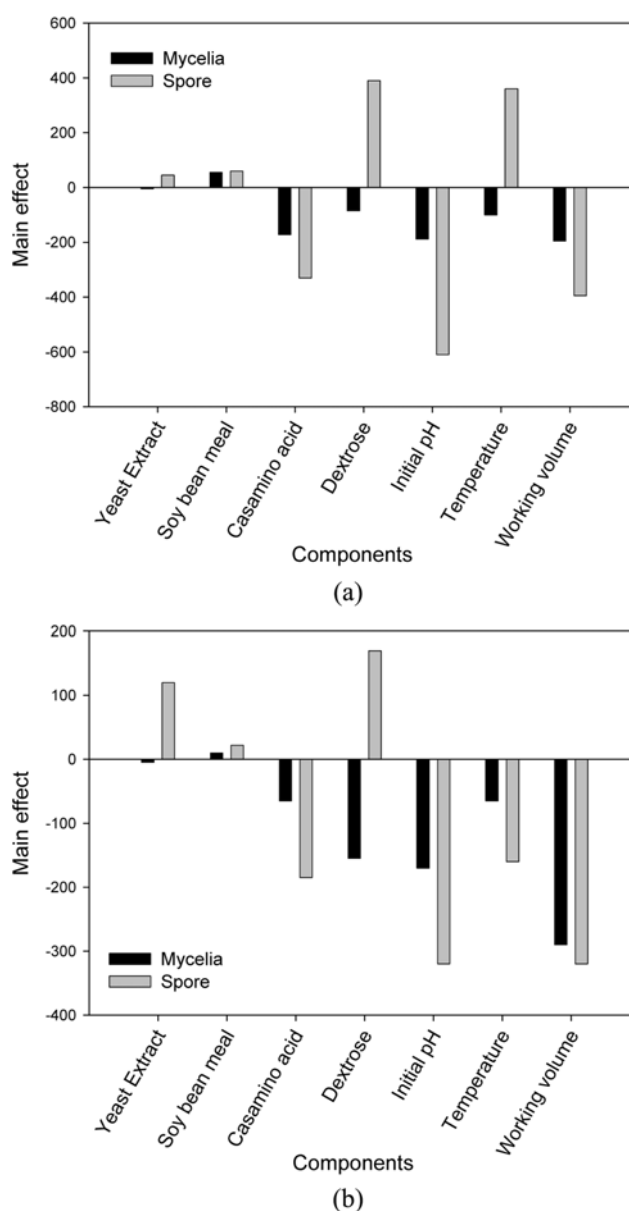 600
400
200
0
-200
-400
-600
-800
Main effect
Mycelia
Spore
Yeast Extract
Soy bean meal
Casamino acid
Dextrose
Initial pH
Temperature
Working volume
Components
(a)
200
100
0
-100
-200
-300
-400
Main effect
Mycelia
Spore
Yeast Extract
Soy bean meal
Casamino acid
Dextrose
Initial pH
Temperature
Working volume
Components
(b)